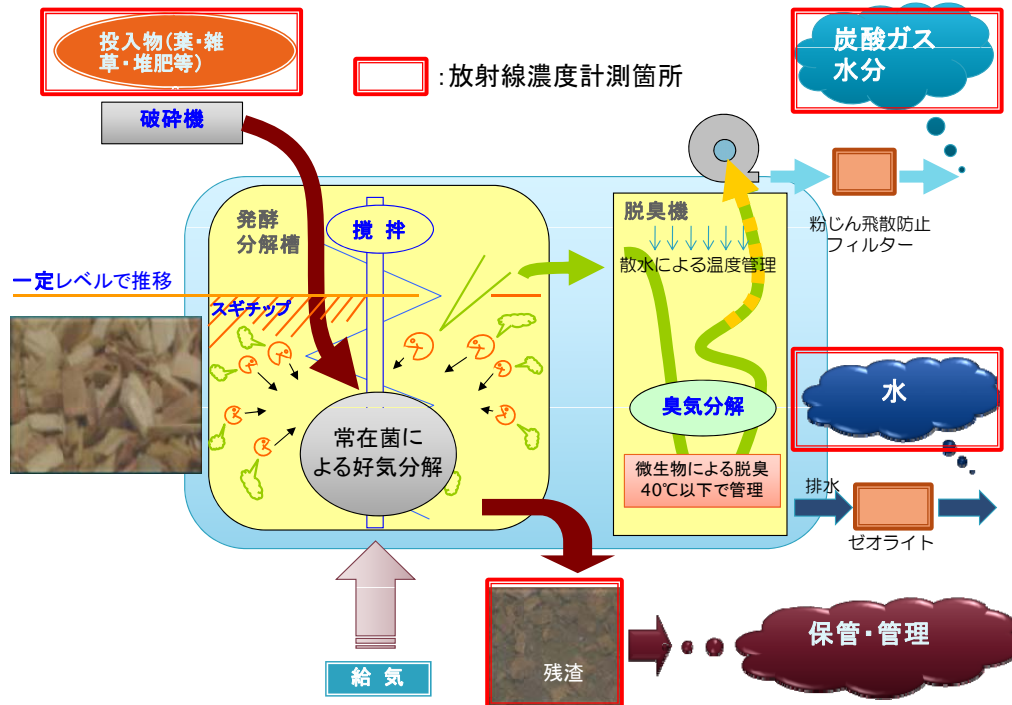 投入物(葉・雑
草・堆肥等)
：放射線濃度計測箇所
炭酸ガス
水分
破砕機
発酵
分解槽
攪 拌
脱臭機
散水による温度管理
粉じん飛散防止
フィルター
一定レベルで推移
スギチップ
臭気分解
水
常在菌に
よる好気分解
微生物による脱臭
40℃以下で管理
排水
ゼオライト
給 気
残渣
保管・管理